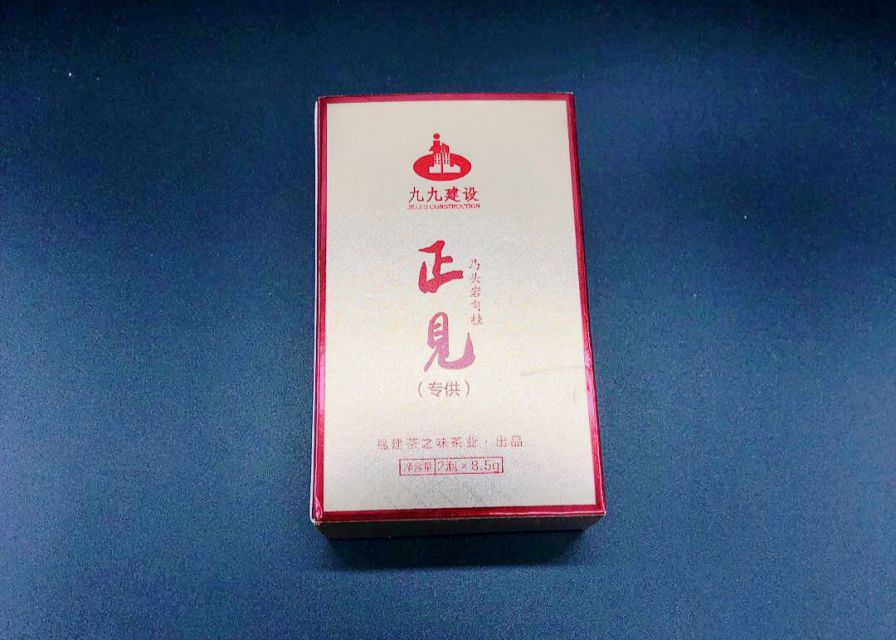 九九建设
JIUJIU CONSTRUCTION
正見
马头岩肉桂
（专供）
福建茶之味茶业·出品
净含量 2泡×8.5g